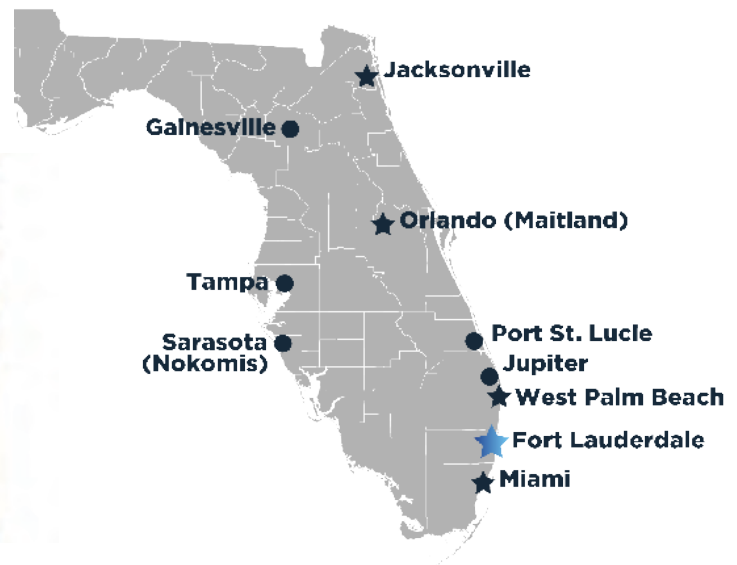 Jacksonville
Gainesville
Orlando (Maitland)
Tampa
Port St. Lucie
Sarasota
(Nokomis)
Jupiter
West Palm Beach
Fort Lauderdale
Miami